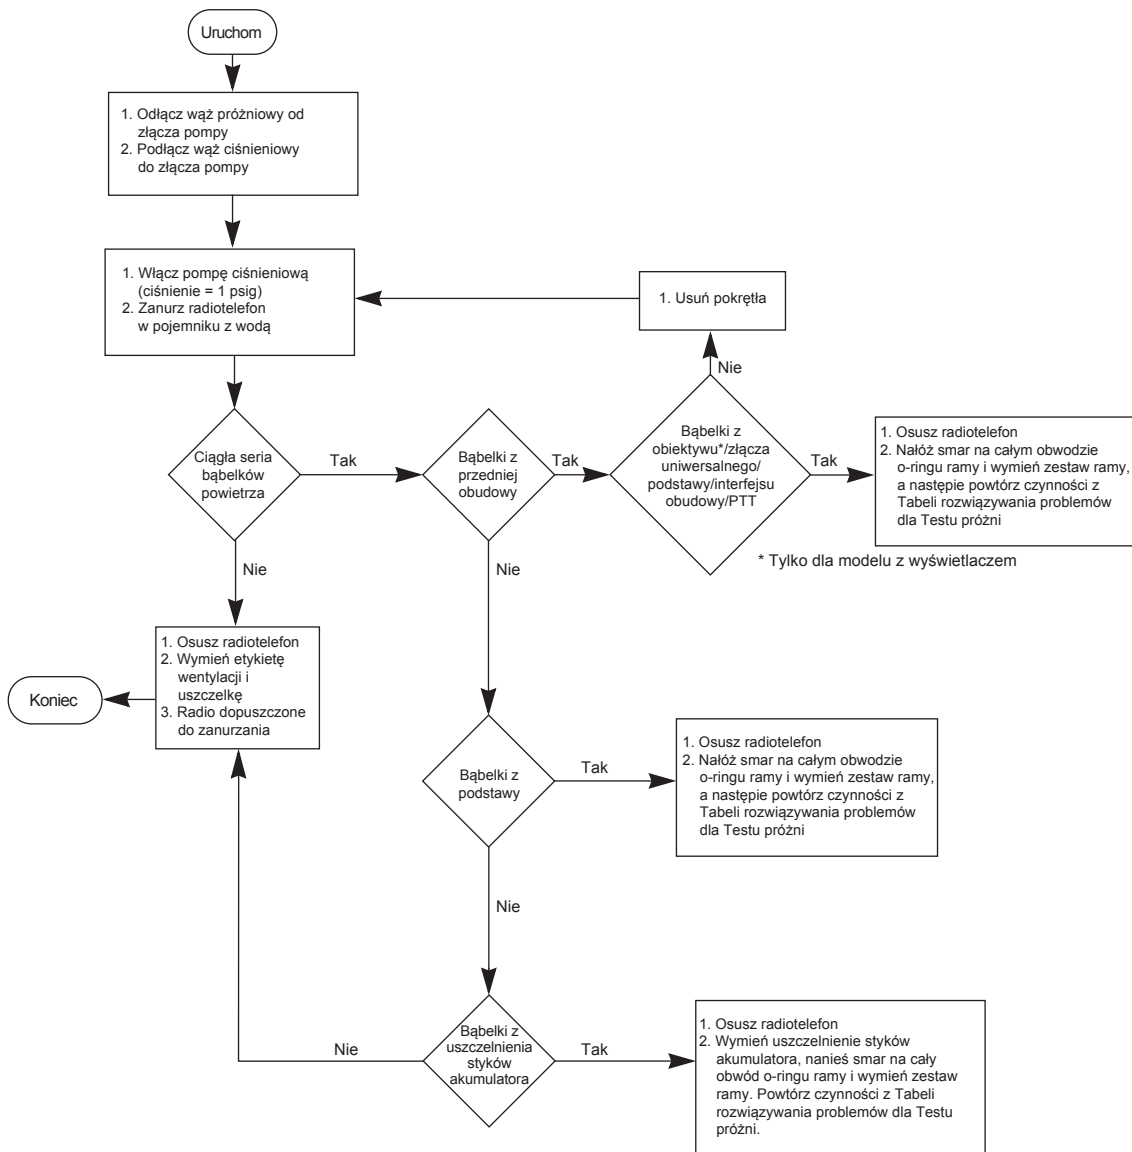 Uruchom
1. Odłącz wąż próżniowy od
złącza pompy
2. Podłącz wąż ciśnieniowy
do złącza pompy
1. Włącz pompę ciśnieniową
(ciśnienie = 1 psig)
2. Zanurz radiotelefon
w pojemniku z wodą
1. Usuń pokrętła
Nie
Ciągła seria
bąbelków
powietrza
Tak
Bąbelki z
przedniej
obudowy
Tak
Bąbelki z
obiektywu*/złącza
uniwersalnego/
podstawy/interfejsu
obudowy/PTT
Tak
1. Osusz radiotelefon
2. Nałóż smar na całym obwodzie
o-ringu ramy i wymień zestaw ramy,
a następie powtórz czynności z
Tabeli rozwiązywania problemów
dla Testu próżni
* Tylko dla modelu z wyświetlaczem
Nie
Nie
1. Osusz radiotelefon
2. Wymień etykietę
wentylacji i
uszczelkę
3. Radio dopuszczone
do zanurzania
Koniec
Bąbelki z
podstawy
Tak
1. Osusz radiotelefon
2. Nałóż smar na całym obwodzie
o-ringu ramy i wymień zestaw ramy,
a następie powtórz czynności z
Tabeli rozwiązywania problemów
dla Testu próżni
Nie
Bąbelki z
uszczelnienia
styków
akumulatora
Nie
Tak
1. Osusz radiotelefon
2. Wymień uszczelnienie styków
akumulatora, nanieś smar na cały
obwód o-ringu ramy i wymień zestaw
ramy. Powtórz czynności z Tabeli
rozwiązywania problemów dla Testu
próżni.